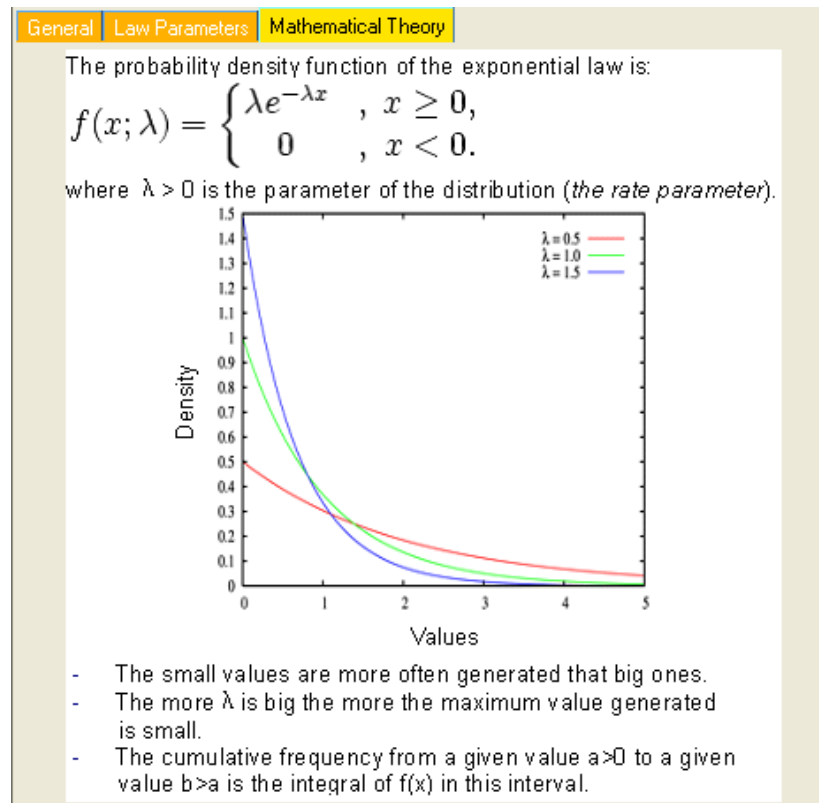 General Law Parameters Mathematical Theory
The probability density function of the exponential law is:
f(x; λ) = { λe^{-λx} , x ≥ 0,
0 , x < 0.
where λ > 0 is the parameter of the distribution (the rate parameter).
1.5
1.4
1.3
1.2
1.1
1
0.9
0.8
0.7
0.6
0.5
0.4
0.3
0.2
0.1
0
λ = 0.5
λ = 1.0
λ = 1.5
Density
0 1 2 3 4 5
Values
- The small values are more often generated that big ones.
- The more λ is big the more the maximum value generated
is small.
- The cumulative frequency from a given value a>0 to a given
value b>a is the integral of f(x) in this interval.